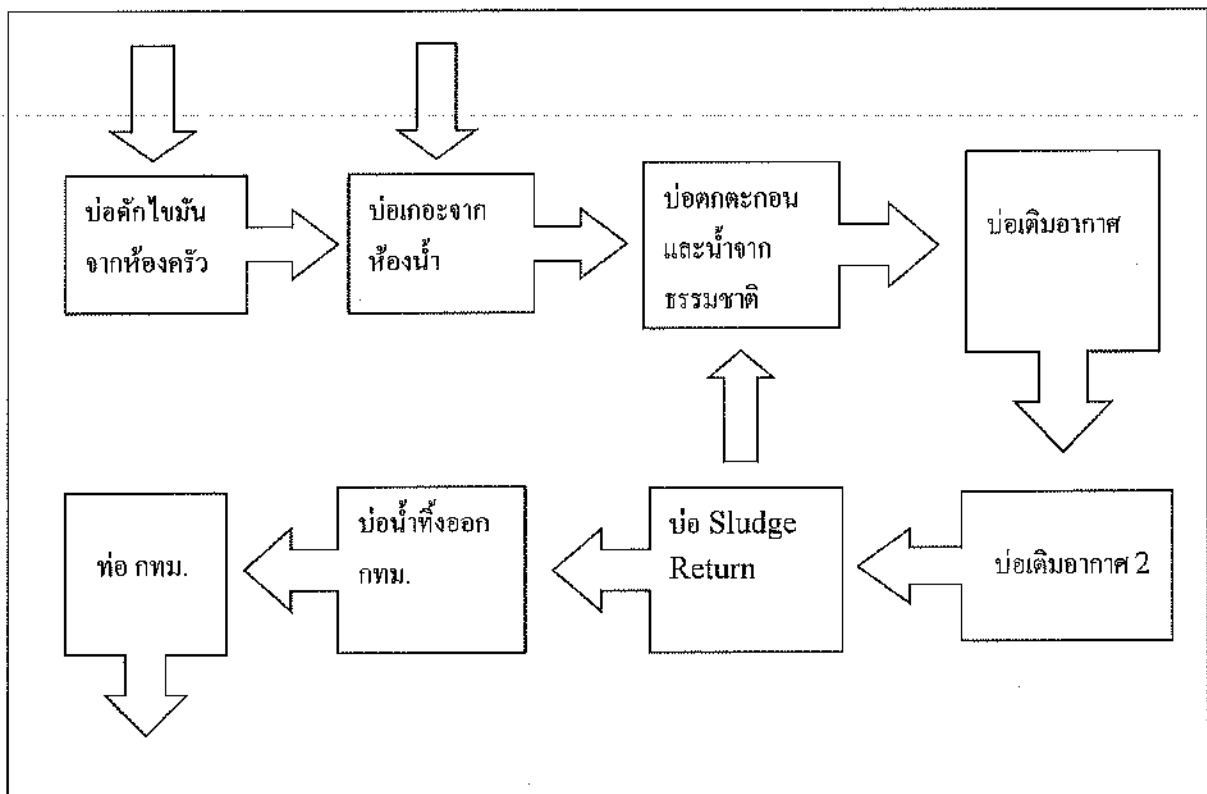 บ่อดักไขมัน
จากห้องครัว
บ่อเกอะจาก
ห้องน้ำ
บ่อตกตะกอน
และน้ำจาก
ธรรมชาติ
บ่อเติมอากาศ
ท่อ กทม.
บ่อน้ำทิ้งออก
กทม.
บ่อ Sludge
Return
บ่อเติมอากาศ 2